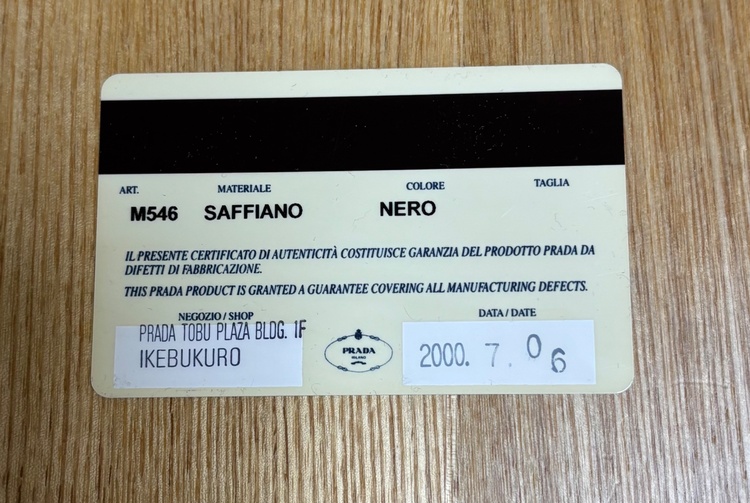 ART. MATERIALE COLORE TAGLIA
M546 SAFFIANO NERO
IL PRESENTE CERTIFICATO DI AUTENTICITÀ COSTITUISCE GARANZIA DEL PRODOTTO PRADA DA
DIFETTI DI FABBRICAZIONE.
THIS PRADA PRODUCT IS GRANTED A GUARANTEE COVERING ALL MANUFACTURING DEFECTS.
NEGOZIO / SHOP
PRADA TOBU PLAZA BLDG. 1F
IKEBUKURO
PRADA
MILANO
DATA / DATE
2000. 7. 06